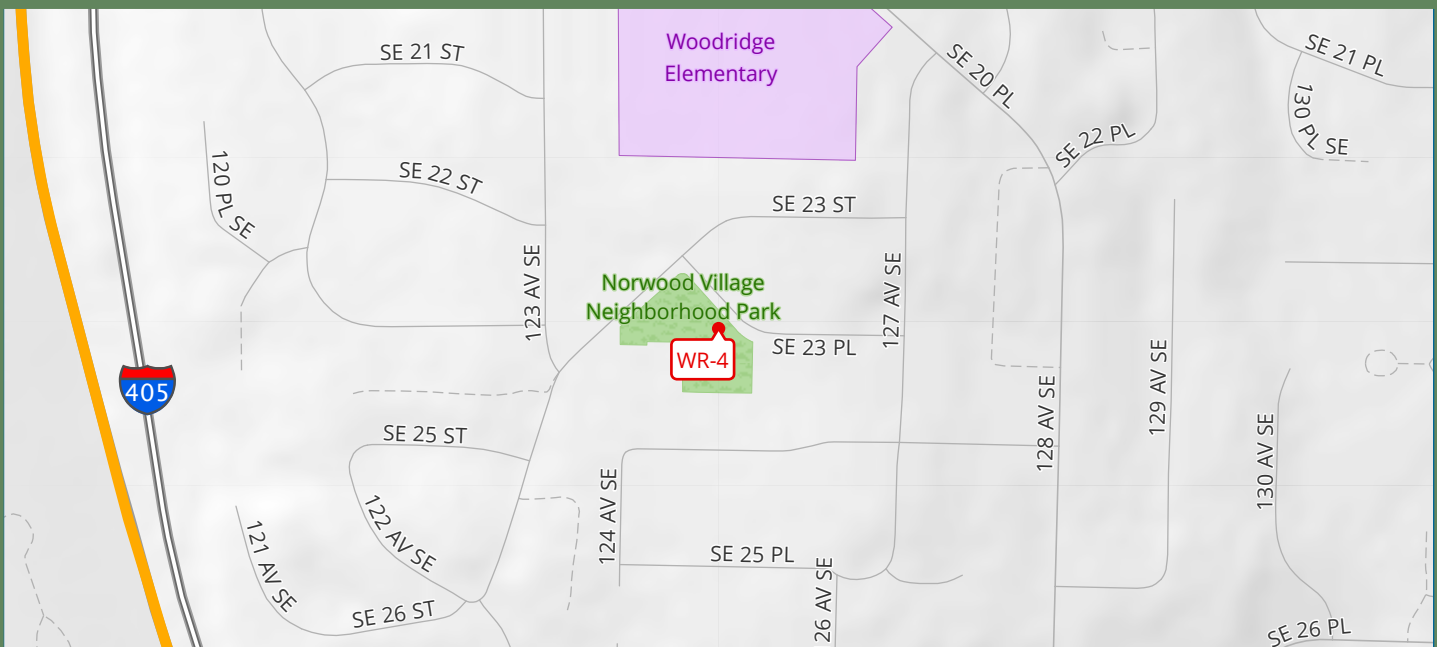 Woodridge
Elementary
SE 21 ST
SE 20 PL
SE 21 PL
130 PL SE
SE 22 PL
120 PL SE
SE 22 ST
SE 23 ST
123 AV SE
Norwood Village
Neighborhood Park
127 AV SE
SE 23 PL
WR-4
405
128 AV SE
129 AV SE
130 AV SE
SE 25 ST
124 AV SE
122 AV SE
121 AV SE
SE 25 PL
26 AV SE
SE 26 ST
SE 26 PL